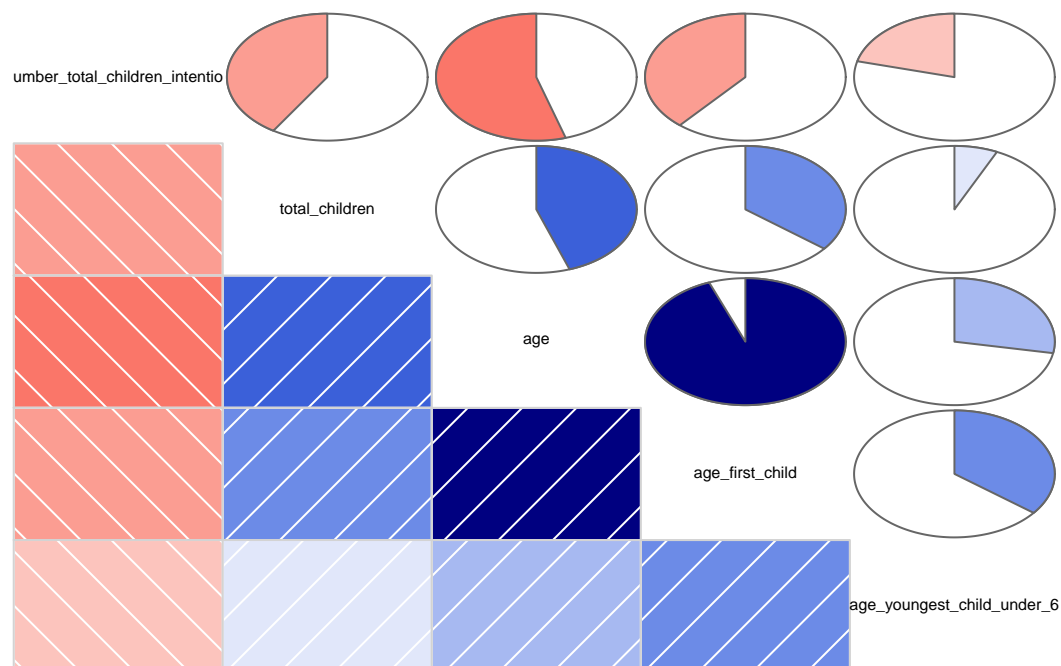 umber_total_children_intentio
total_children
age
age_first_child
age_youngest_child_under_6